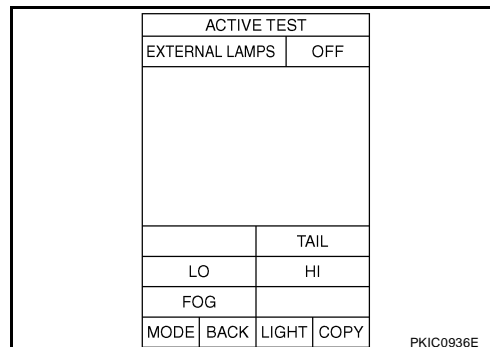 ACTIVE TEST
EXTERNAL LAMPS OFF
TAIL
LO HI
FOG
MODE BACK LIGHT COPY
PKIC0936E